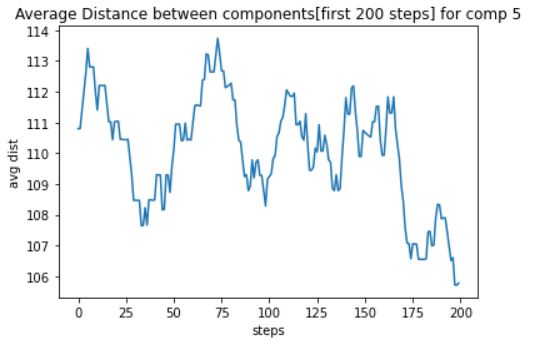 Average Distance between components[first 200 steps] for comp 5
114
113
112
111
110
109
108
107
106
avg dist
0 25 50 75 100 125 150 175 200
steps